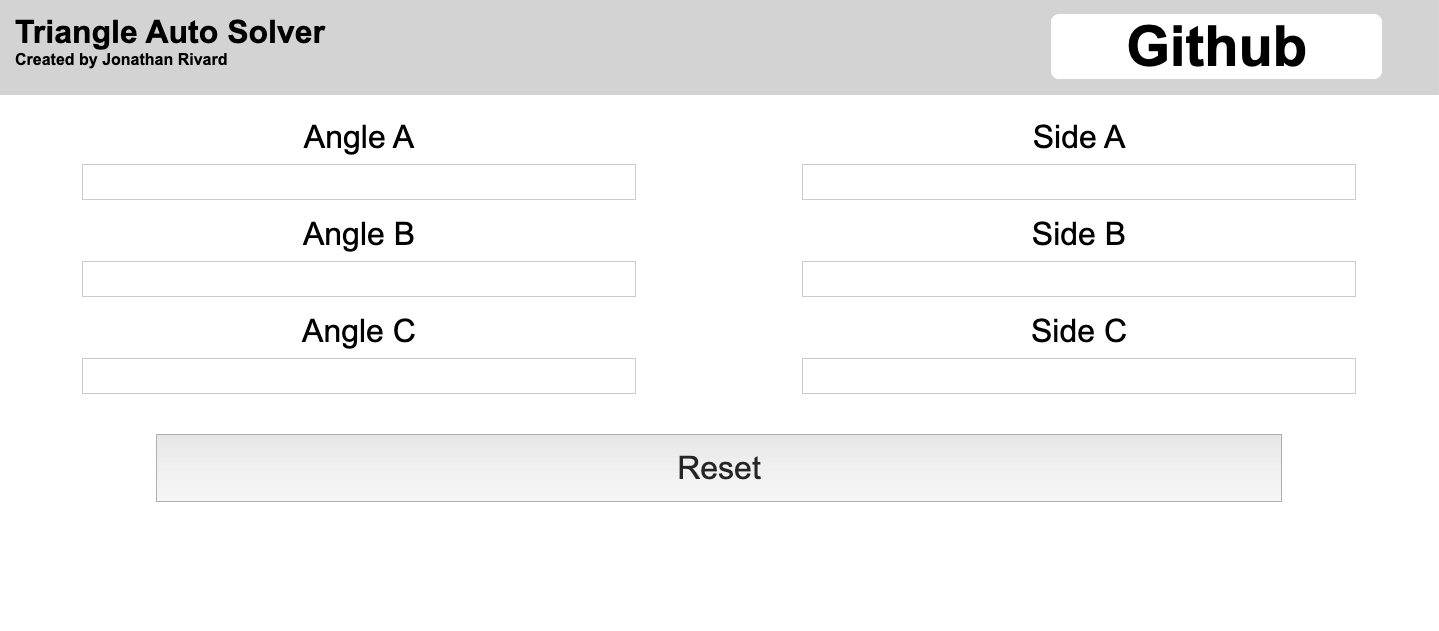 Triangle Auto Solver
Created by Jonathan Rivard
Github
Angle A
Side A
Angle B
Side B
Angle C
Side C
Reset